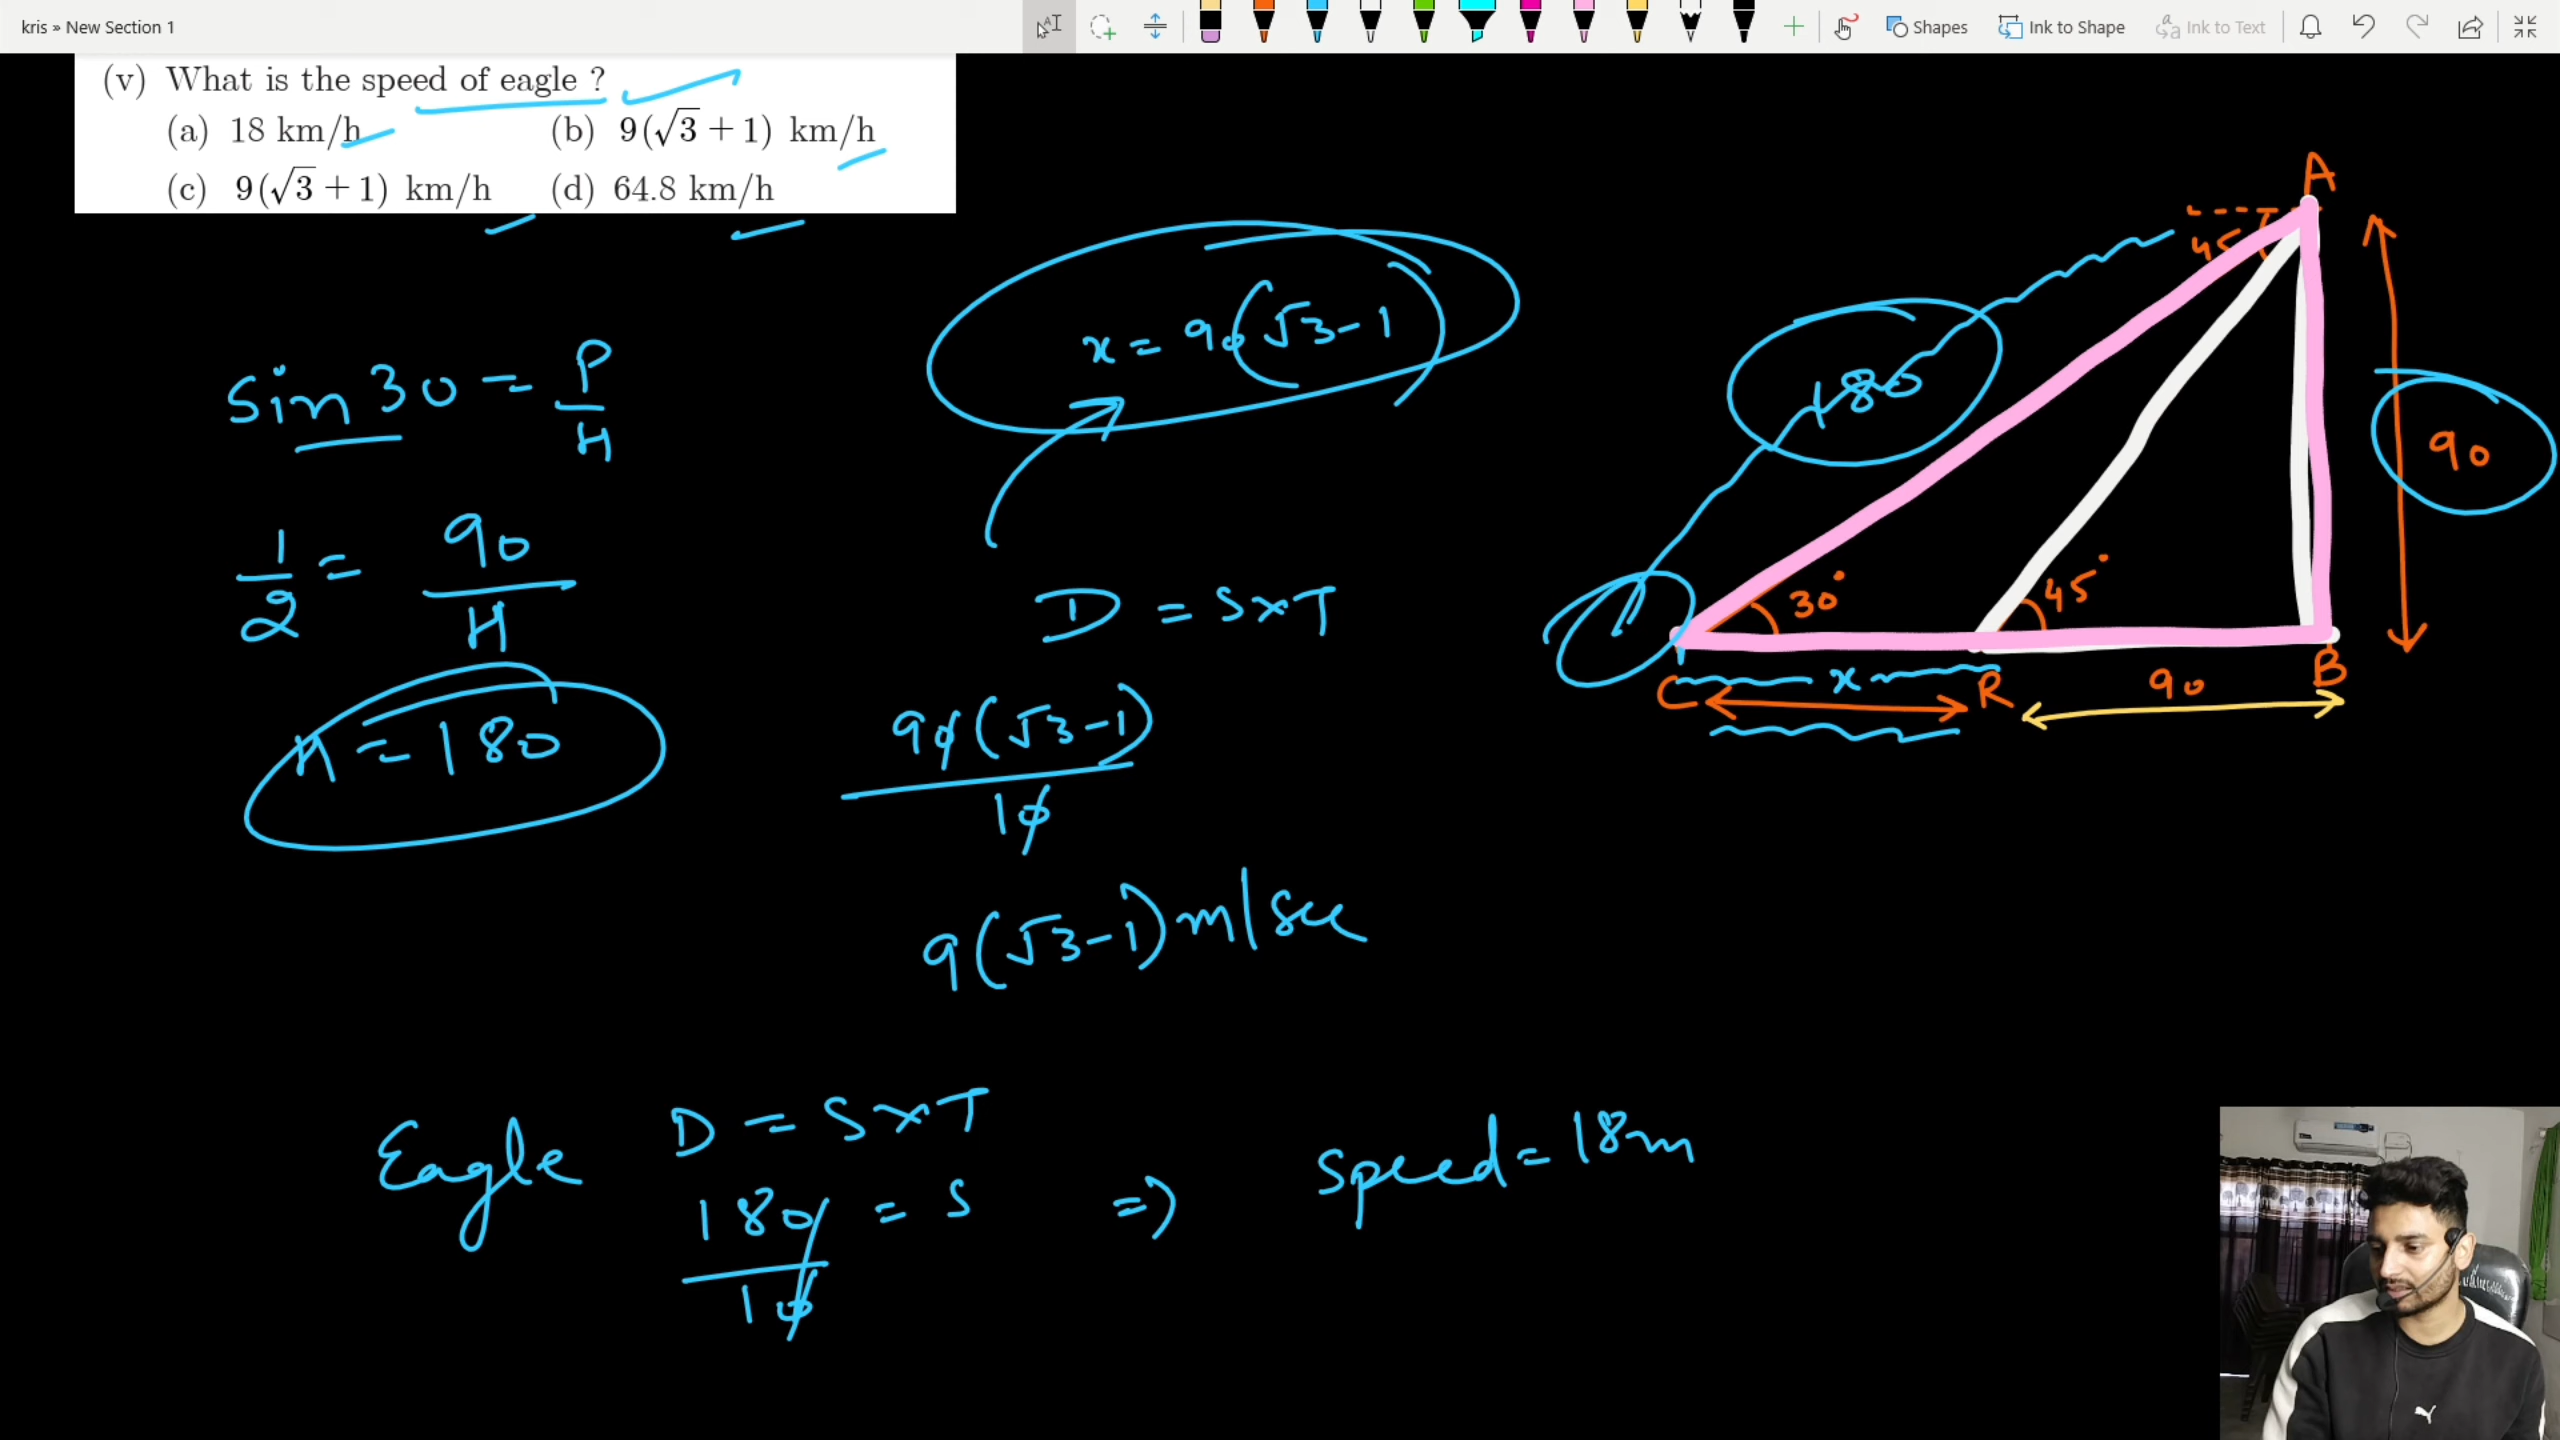 kris » New Section 1
Shapes
Ink to Shape
Ink to Text
(v) What is the speed of eagle ?
(a) 18 km/h (b) 9(√3 + 1) km/h
(c) 9(√3 + 1) km/h (d) 64.8 km/h
Sin 30 = P/H
1/2 = 90/H
H = 180
x = 90(√3-1)
D = S×T
90(√3-1)
10
9(√3-1) m/sec
Eagle D = S×T
180/10 = S ⇒ Speed = 18m
A
45
180
90
30°
45°
C x R 90 B